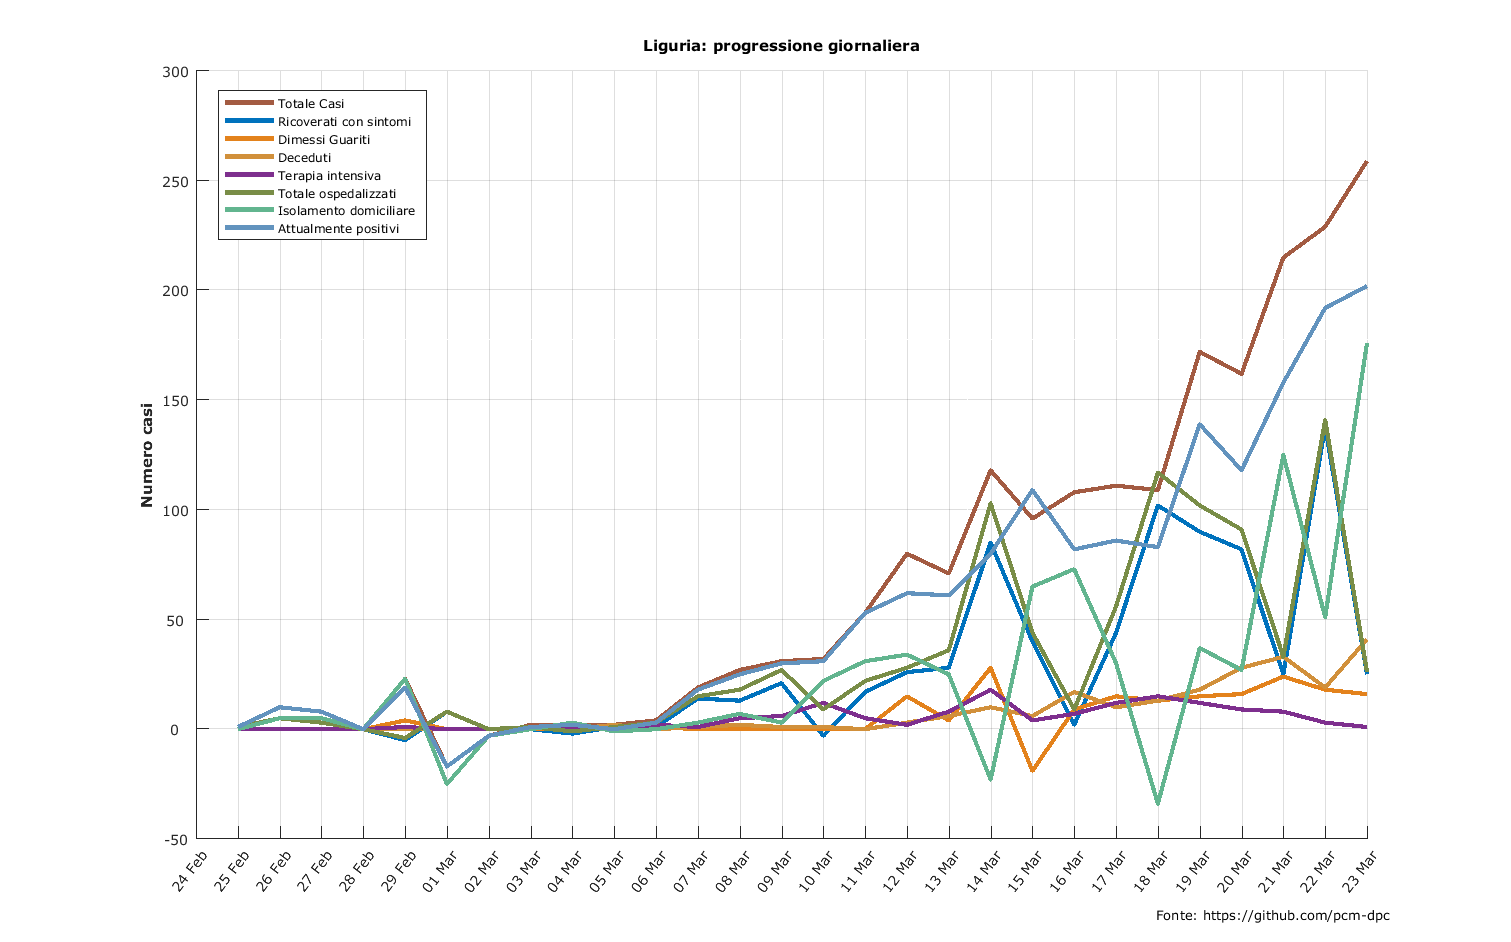 Liguria: progressione giornaliera
300
250
200
150
100
50
0
-50
Numero casi
Totale Casi
Ricoverati con sintomi
Dimessi Guariti
Deceduti
Terapia intensiva
Totale ospedalizzati
Isolamento domiciliare
Attualmente positivi
24 Feb
25 Feb
26 Feb
27 Feb
28 Feb
29 Feb
01 Mar
02 Mar
03 Mar
04 Mar
05 Mar
06 Mar
07 Mar
08 Mar
09 Mar
10 Mar
11 Mar
12 Mar
13 Mar
14 Mar
15 Mar
16 Mar
17 Mar
18 Mar
19 Mar
20 Mar
21 Mar
22 Mar
23 Mar
Fonte: https://github.com/pcm-dpc